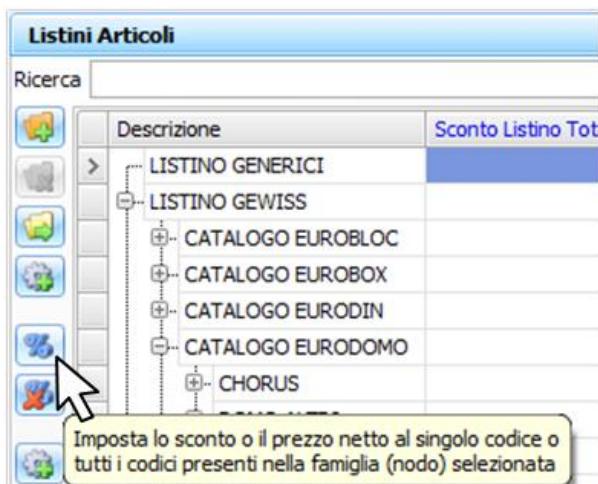 Listini Articoli
Ricerca
Descrizione Sconto Listino Tot
LISTINO GENERICI
LISTINO GEWISS
CATALOGO EUROBLOC
CATALOGO EUROBOX
CATALOGO EURODIN
CATALOGO EURODOMO
CHORUS
Imposta lo sconto o il prezzo netto al singolo codice o
tutti i codici presenti nella famiglia (nodo) selezionata